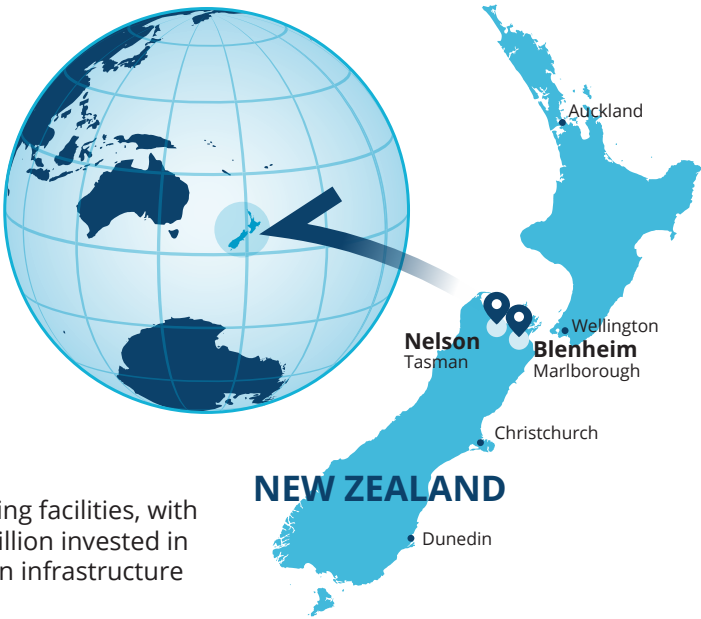 Auckland
Wellington
Nelson
Tasman
Blenheim
Marlborough
Christchurch
NEW ZEALAND
Dunedin
ing facilities, with
illion invested in
n infrastructure